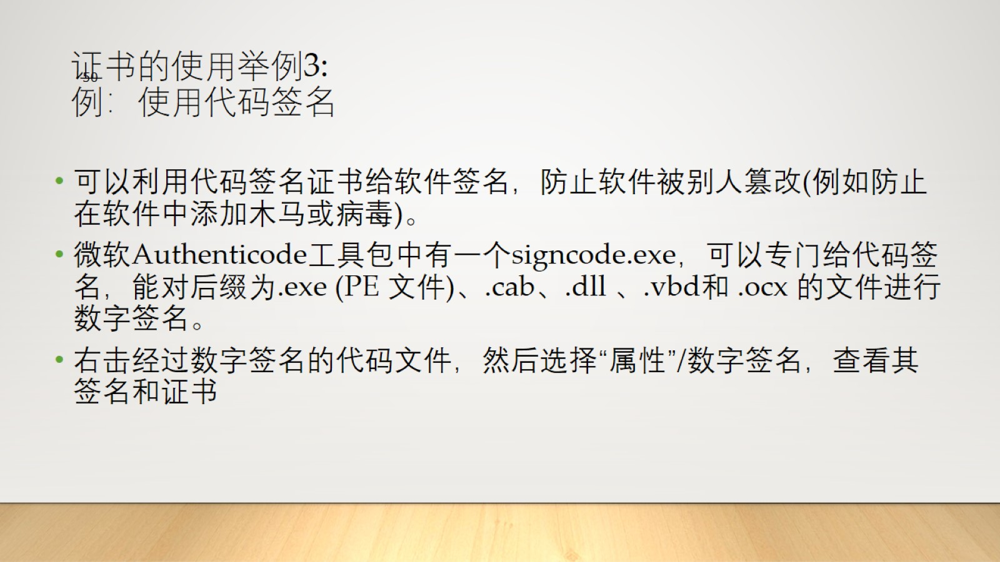 证书的使用举例3:
50
例： 使用代码签名
• 可以利用代码签名证书给软件签名，防止软件被别人篡改(例如防止
在软件中添加木马或病毒)。
• 微软Authenticode工具包中有一个signcode.exe，可以专门给代码签
名，能对后缀为.exe (PE 文件)、.cab、.dll 、.vbd和 .ocx 的文件进行
数字签名。
• 右击经过数字签名的代码文件，然后选择“属性”/数字签名，查看其
签名和证书